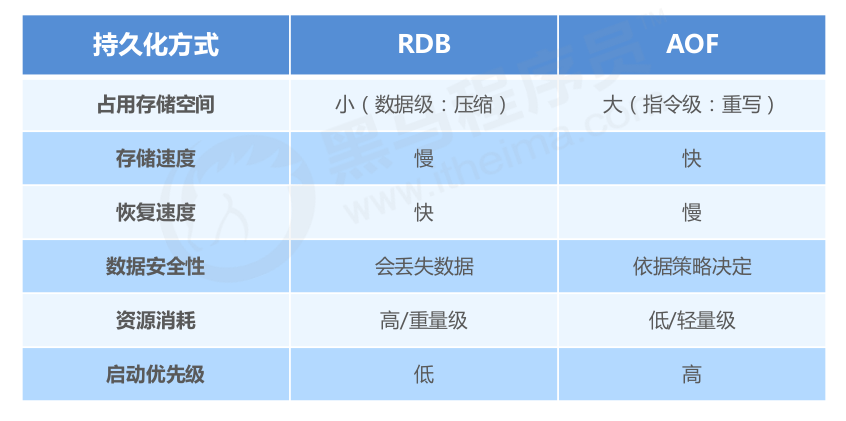 持久化方式 RDB AOF
占用存储空间 小（数据级：压缩） 大（指令级：重写）
存储速度 慢 快
恢复速度 快 慢
数据安全性 会丢失数据 依据策略决定
资源消耗 高/重量级 低/轻量级
启动优先级 低 高
黑马程序员
www.itheima.com